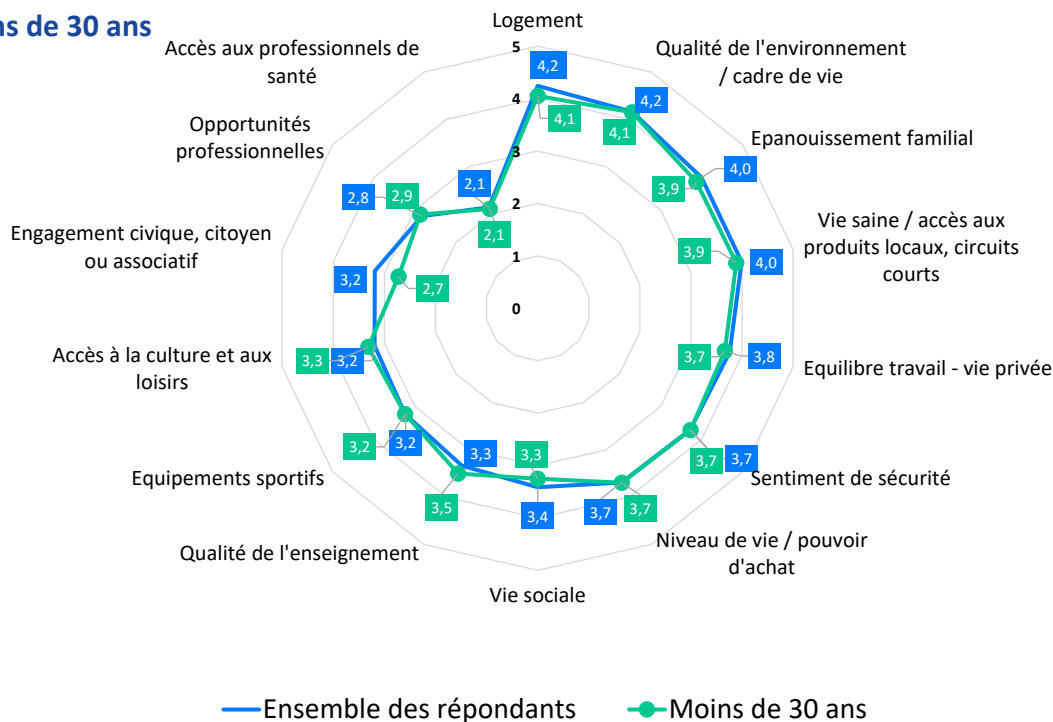 ns de 30 ans
Logement
Accès aux professionnels de
santé
Qualité de l'environnement
/ cadre de vie
5
4,2
4,2
4
4,1
4,1
Opportunités
professionnelles
Epanouissement familial
3
4,0
2,8
2,9
2,1
3,9
2
2,1
Vie saine / accès aux
produits locaux, circuits
courts
Engagement civique, citoyen
ou associatif
3,2
2,7
3,9
4,0
1
0
Accès à la culture et aux
loisirs
3,3
3,2
3,7
3,8
Equilibre travail - vie privée
Equipements sportifs
3,2
3,2
3,3
3,3
3,7
3,7
Sentiment de sécurité
Qualité de l'enseignement
3,5
3,4
3,7
3,7
Niveau de vie / pouvoir
d'achat
Vie sociale
Ensemble des répondants
Moins de 30 ans